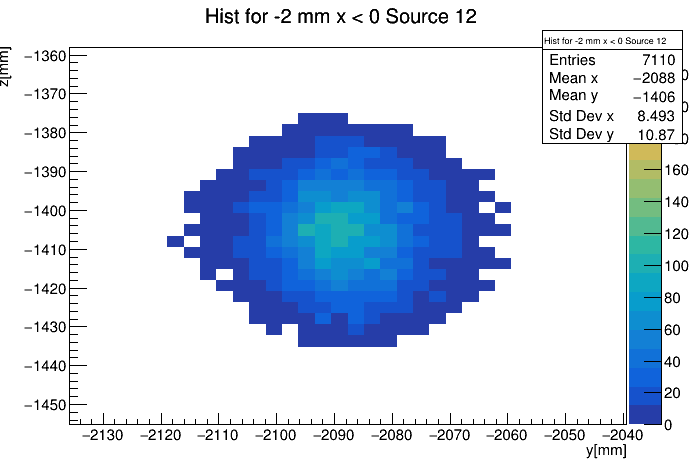 Hist for -2 mm x < 0 Source 12
Hist for -2 mm x < 0 Source 12
Entries 7110
Mean x −2088
Mean y −1406
Std Dev x 8.493
Std Dev y 10.87
z[mm]
−1360
−1370
−1380
−1390
−1400
−1410
−1420
−1430
−1440
−1450
−2130 −2120 −2110 −2100 −2090 −2080 −2070 −2060 −2050 −2040
y[mm]
160
140
120
100
80
60
40
20
0